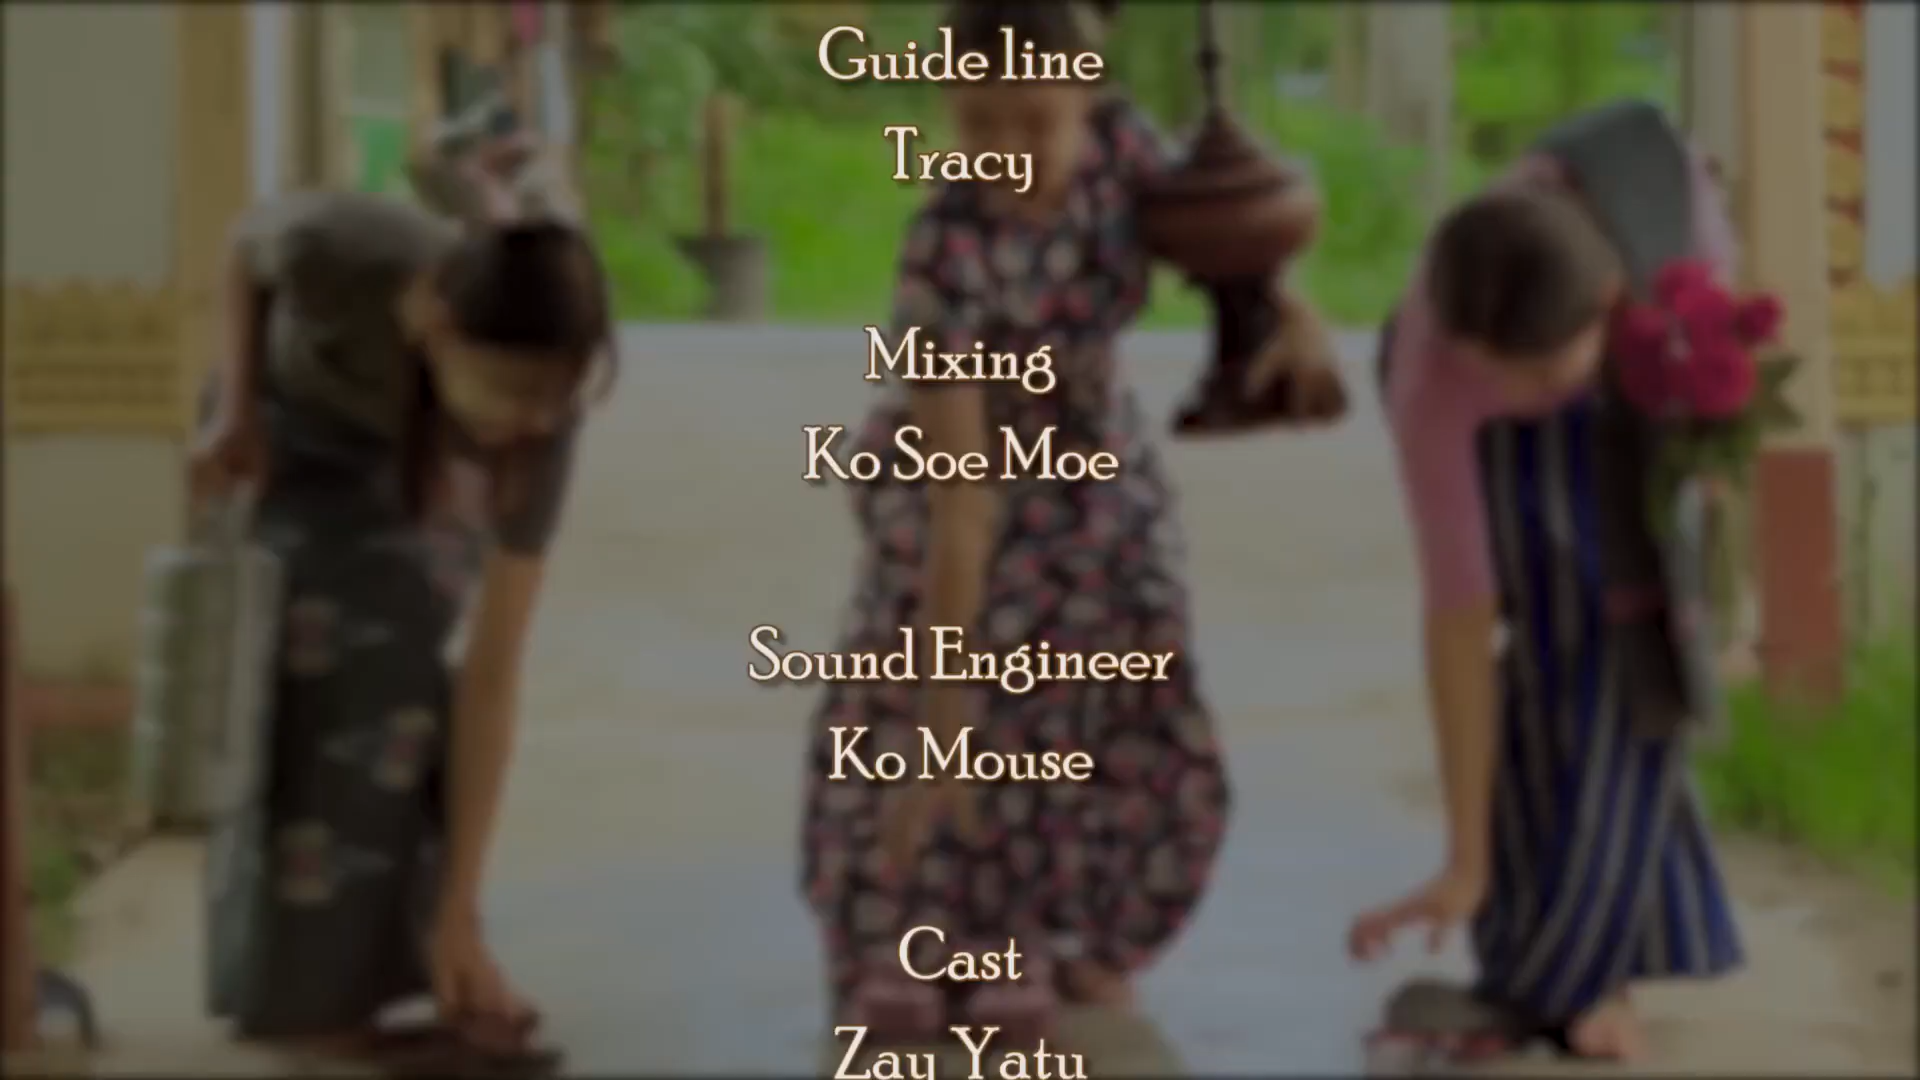 Guide line
Tracy
Mixing
Ko Soe Moe
Sound Engineer
Ko Mouse
Cast
Zay Yatu